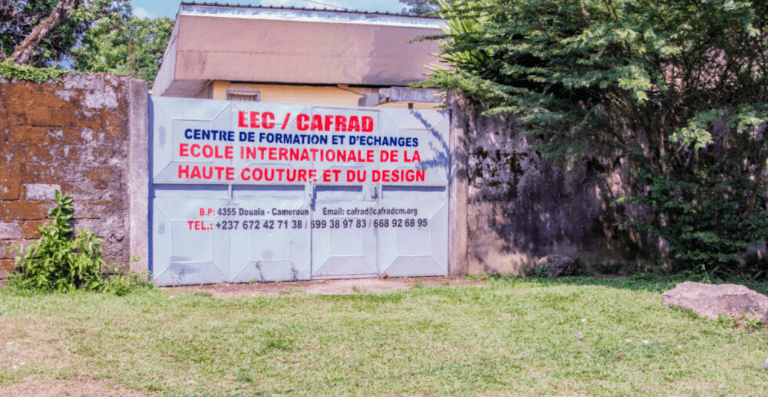 EEC / CAFRAD
CENTRE DE FORMATION ET D'ECHANGES
ECOLE INTERNATIONALE DE LA
HAUTE COUTURE ET DU DESIGN
B.P: 4355 Douala - Cameroun Email: cafrad@cafradcm.org
TEL.: +237 672 42 71 38 / 699 38 97 83 / 668 92 68 95